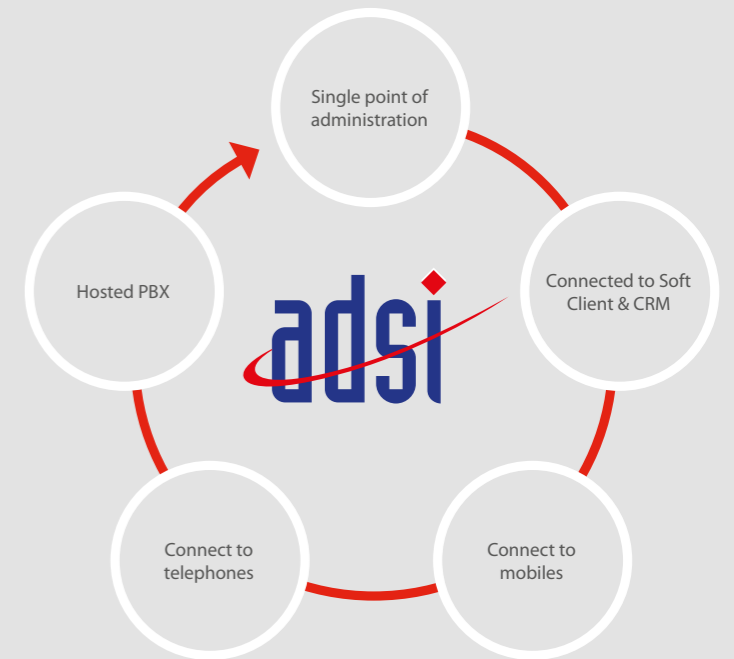 Single point of
administration
Connected to Soft
Client & CRM
Connect to
mobiles
Connect to
telephones
Hosted PBX
adsi